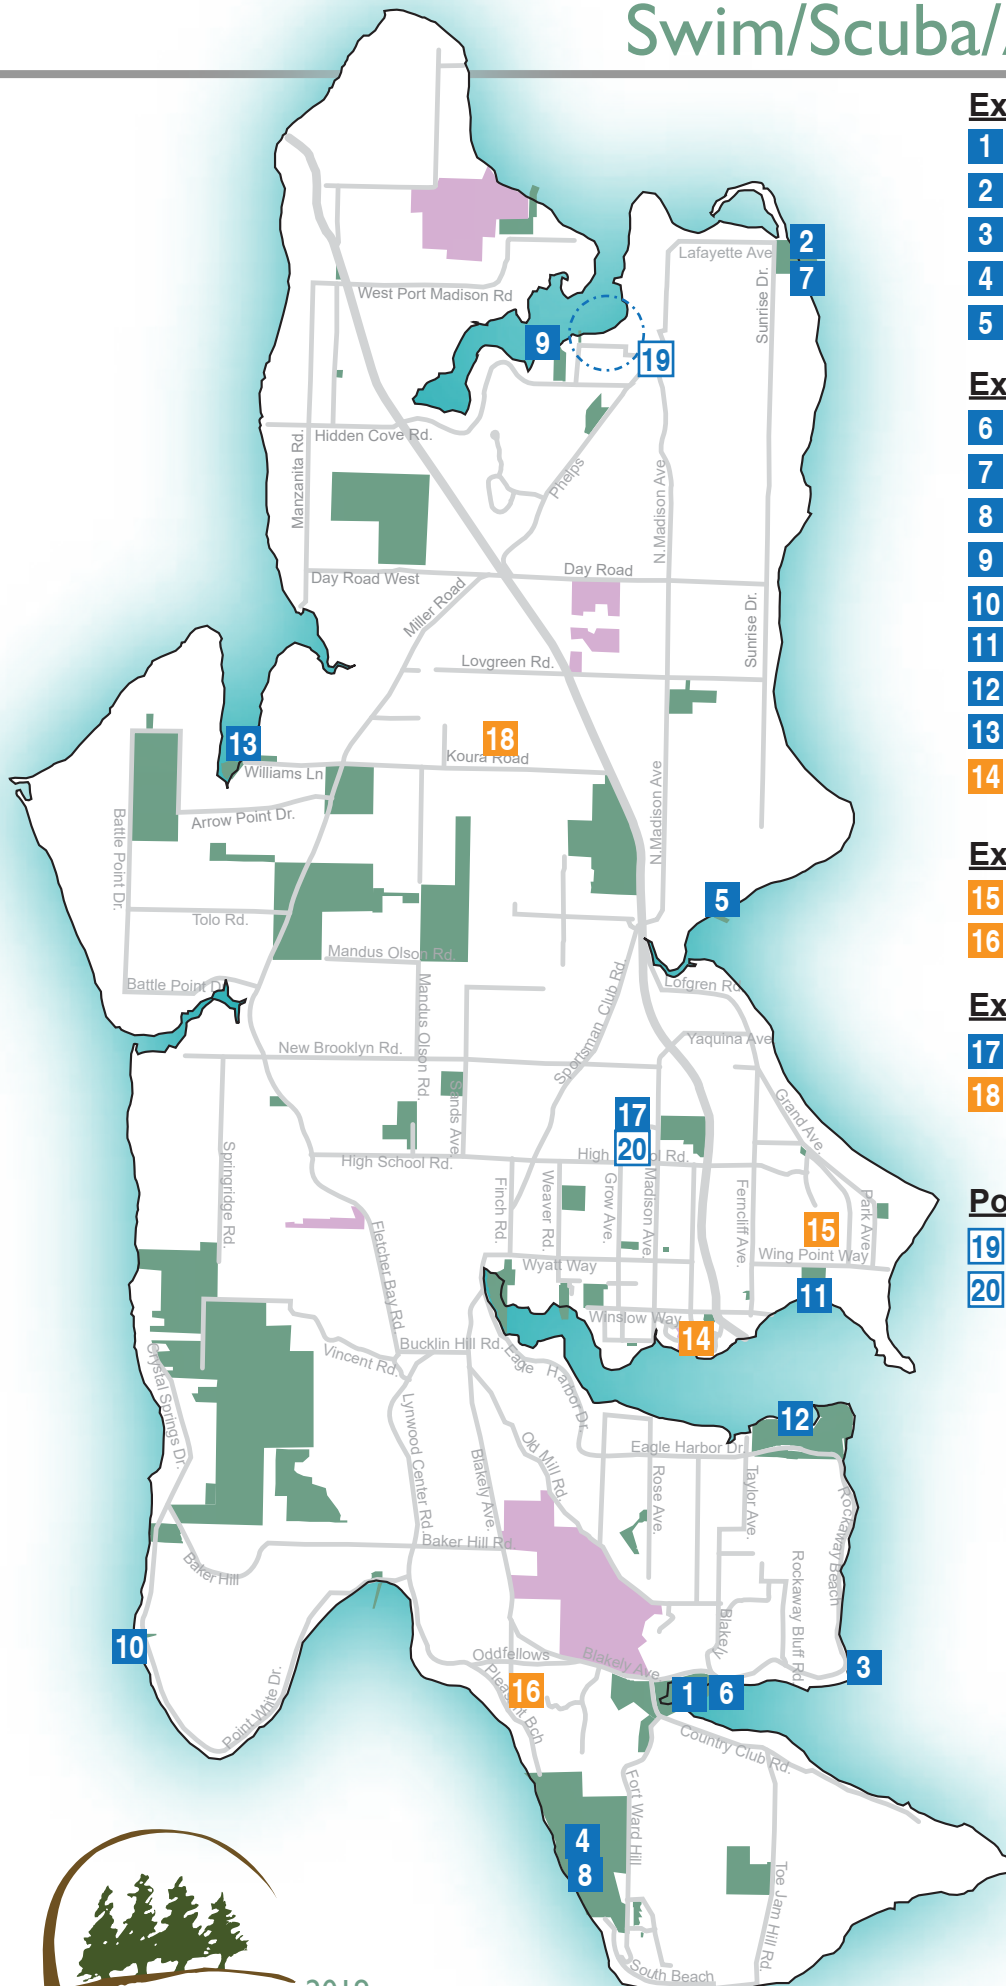 Swim/Scuba/
Ex
1
2
3
4
5
Ex
6
7
8
9
10
11
12
13
14
Ex
15
16
Ex
17
18
Po
19
20
Lafayette Ave
2
7
Sunrise Dr.
West Port Madison Rd
9
19
Hidden Cove Rd.
Manzanita Rd.
Phelps
N.Madison Ave
Day Road
Day Road West
Miller Road
Sunrise Dr.
Lovgreen Rd.
18
Koura Road
13
Williams Ln
Arrow Point Dr.
N.Madison Ave
Battle Point Dr.
5
Tolo Rd.
Mandus Olson Rd.
Battle Point D
Lofgren Rd
Mandus Olson Rd.
Sportsman Club Rd.
Yaquina Ave
New Brooklyn Rd.
Sands Ave
Grand Ave.
17
20
High School Rd.
High
ol Rd.
Springridge Rd.
Finch Rd.
Weaver Rd.
Grow Ave.
Madison Ave.
Ferncliff Ave.
Park Ave.
15
Wing Point Way
Fletcher Bay Rd.
Wyatt Way
11
Winslow Way
14
Bucklin Hill Rd.
Vincent Rd.
Eage Harbor Dr.
Crystal Springs Dr.
12
Lynwood Center Rd.
Blakely Ave.
Old Mill Rd.
Eagle Harbor Dr.
Rose Ave.
Taylor Ave.
Rockaway Beach
Baker Hill Rd.
Baker Hill
Rockaway Bluff Rd.
Blakely
10
Oddfellows
Blakely Ave
3
Pleasant Bch
16
1
6
Point White Dr.
Country Club Rd.
Fort Ward Hill
4
8
Toe Jam Hill Rd.
South Beach
2019